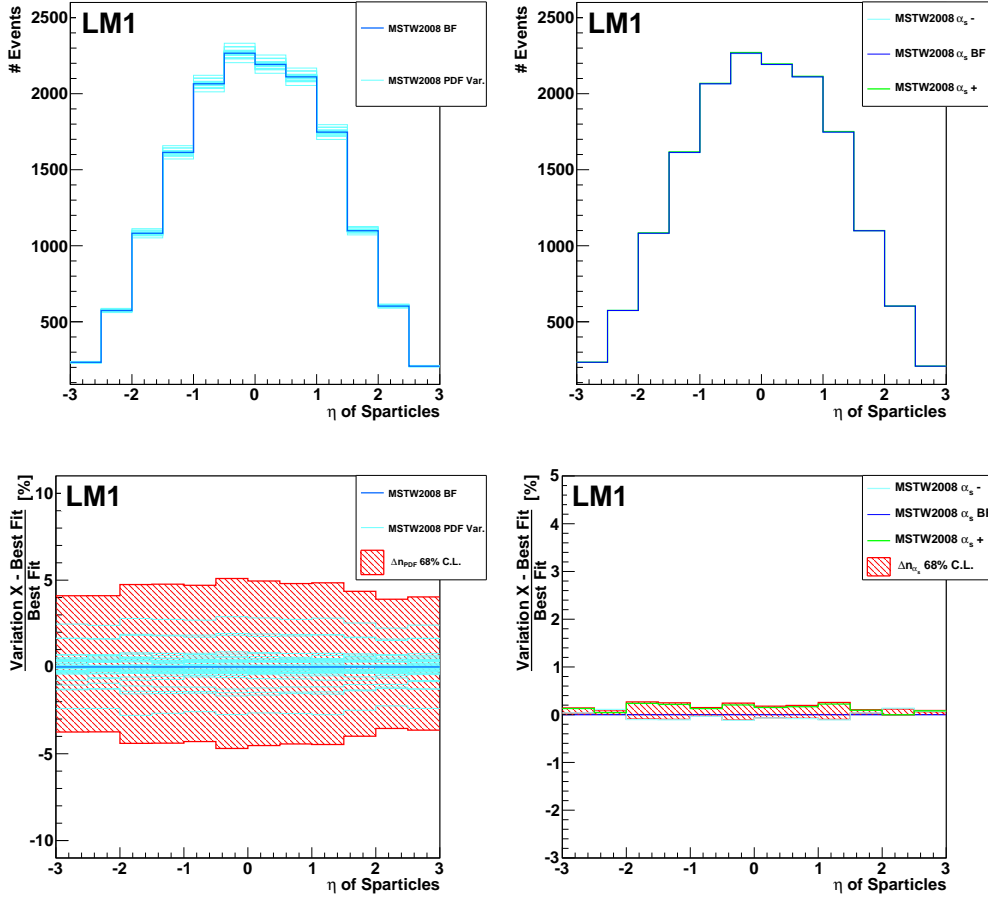 LM1
# Events
MSTW2008 BF
MSTW2008 PDF Var.
2500
2000
1500
1000
500
-3 -2 -1 0 1 2 3
η of Sparticles
LM1
# Events
MSTW2008 αs -
MSTW2008 αs BF
MSTW2008 αs +
2500
2000
1500
1000
500
-3 -2 -1 0 1 2 3
η of Sparticles
LM1
Variation X - Best Fit [%]
Best Fit
MSTW2008 BF
MSTW2008 PDF Var.
ΔnPDF 68% C.L.
10
5
0
-5
-10
-3 -2 -1 0 1 2 3
η of Sparticles
LM1
Variation X - Best Fit [%]
Best Fit
MSTW2008 αs -
MSTW2008 αs BF
MSTW2008 αs +
Δnαs 68% C.L.
5
4
3
2
1
0
-1
-2
-3
-3 -2 -1 0 1 2 3
η of Sparticles